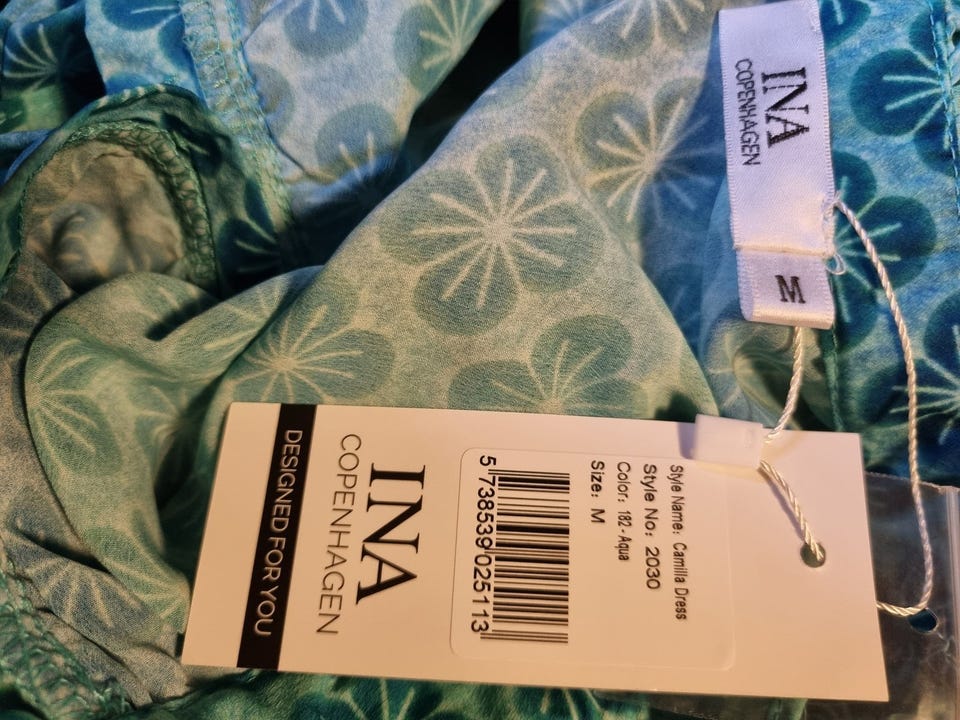 INA
COPENHAGEN
M
Style Name: Camilla Dress
Style No: 2030
Color: 182 - Aqua
Size: M
5 738539 025113
INA
COPENHAGEN
DESIGNED FOR YOU